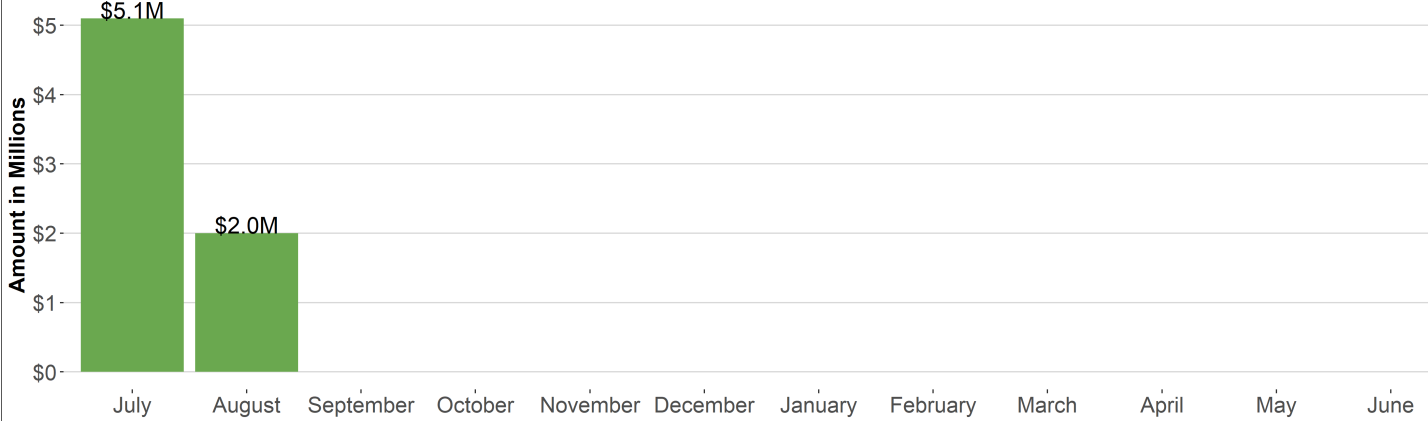 $5.1M
$5
$4
$3
$2.0M
$2
$1
$0
Amount in Millions
July August September October November December January February March April May June